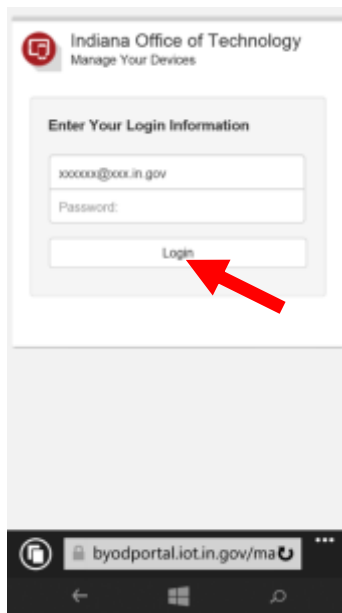 Indiana Office of Technology
Manage Your Devices
Enter Your Login Information
xxxxxx@xxx.in.gov
Password:
Login
byodportal.iot.in.gov/ma